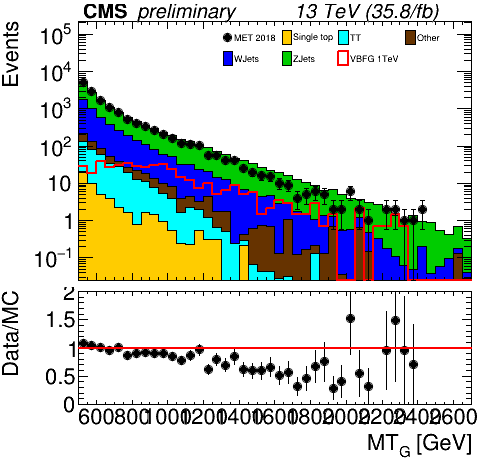 CMS preliminary 13 TeV (35.8/fb)
Events
10^5
10^4
10^3
10^2
10
1
10^-1
MET 2018 Single top TT Other
WJets ZJets VBFG 1TeV
Data/MC
2
1.5
1
0.5
0
600 800 1000 1200 1400 1600 1800 2000 2200 2400 2600
MT_G [GeV]